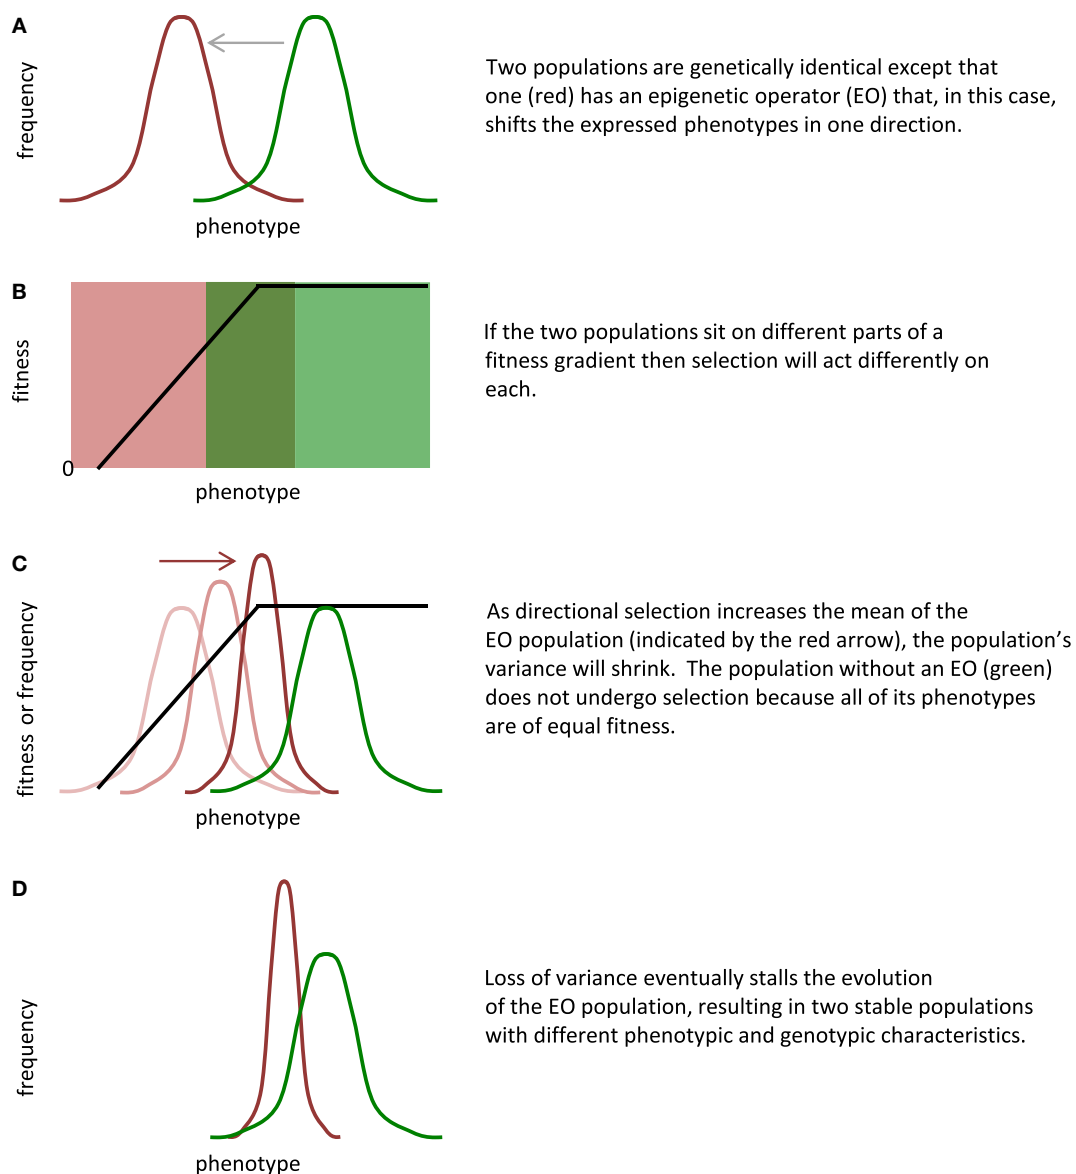 A
frequency
phenotype
Two populations are genetically identical except that
one (red) has an epigenetic operator (EO) that, in this case,
shifts the expressed phenotypes in one direction.
B
fitness
0
phenotype
If the two populations sit on different parts of a
fitness gradient then selection will act differently on
each.
C
fitness or frequency
phenotype
As directional selection increases the mean of the
EO population (indicated by the red arrow), the population's
variance will shrink. The population without an EO (green)
does not undergo selection because all of its phenotypes
are of equal fitness.
D
frequency
phenotype
Loss of variance eventually stalls the evolution
of the EO population, resulting in two stable populations
with different phenotypic and genotypic characteristics.